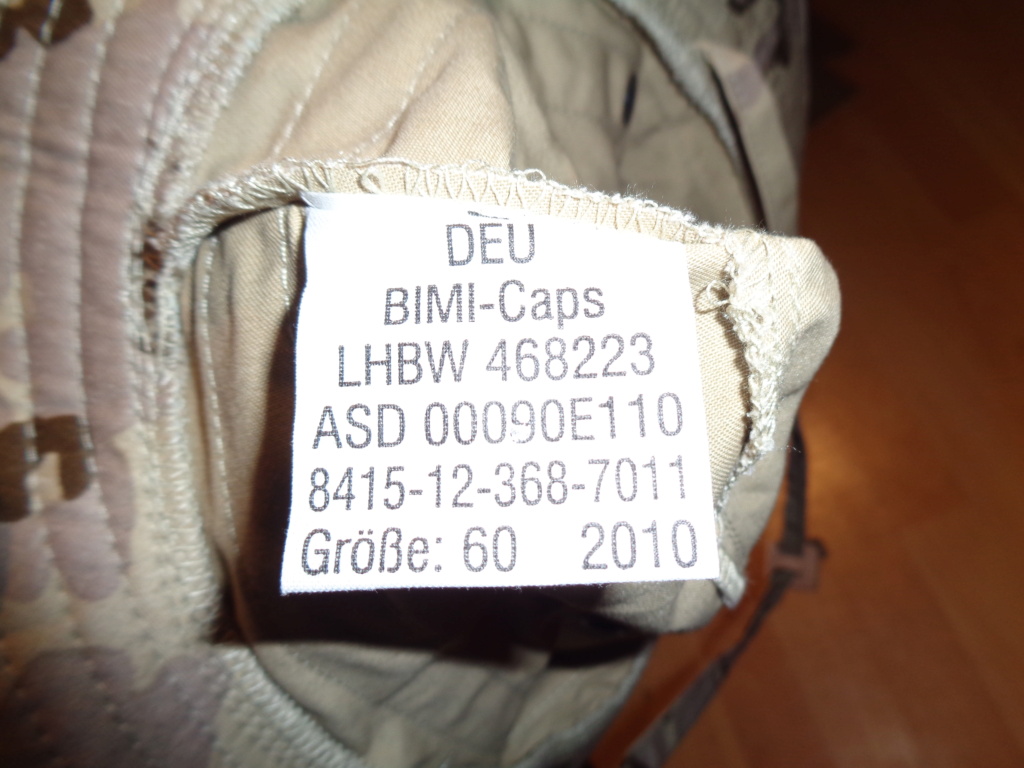 DEU
BIMI-Caps
LHBW 468223
ASD 00090E110
8415-12-368-7011
Größe: 60 2010